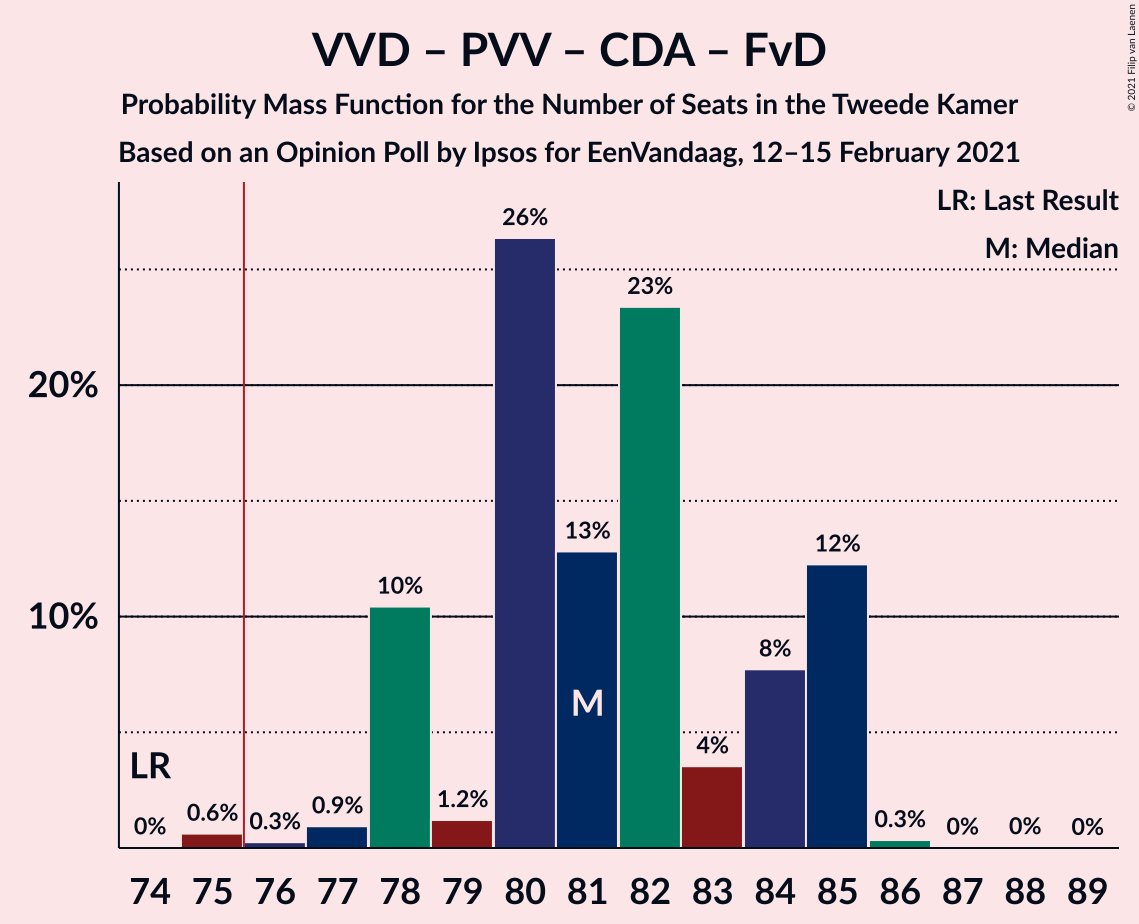 VVD – PVV – CDA – FvD
Probability Mass Function for the Number of Seats in the Tweede Kamer
Based on an Opinion Poll by Ipsos for EenVandaag, 12–15 February 2021
© 2021 Filip van Laenen
LR: Last Result
M: Median
26%
23%
20%
13%
12%
10%
10%
8%
M
4%
LR
1.2%
0.9%
0.6%
0.3%
0.3%
0%
0%
0%
0%
74 75 76 77 78 79 80 81 82 83 84 85 86 87 88 89